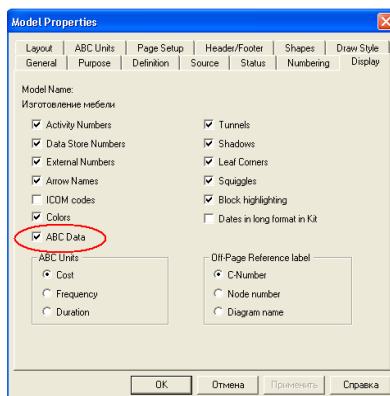 Model Properties
Layout ABC Units Page Setup Header/Footer Shapes Draw Style
General Purpose Definition Source Status Numbering Display
Model Name:
Изготовление мебели
Activity Numbers Tunnels
Data Store Numbers Shadows
External Numbers Leaf Corners
Arrow Names Squiggles
ICOM codes Block highlighting
Colors Dates in long format in Kit
ABC Data
ABC Units Off-Page Reference label
Cost C-Number
Frequency Node number
Duration Diagram name
OK Отмена Применить Справка